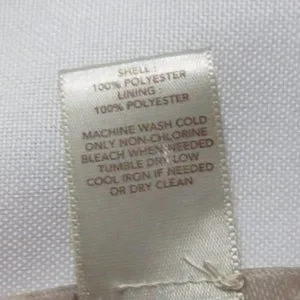 SHELL :
100% POLYESTER
LINING :
100% POLYESTER
MACHINE WASH COLD
ONLY NON-CHLORINE
BLEACH WHEN NEEDED
TUMBLE DRY LOW
COOL IRON IF NEEDED
OR DRY CLEAN